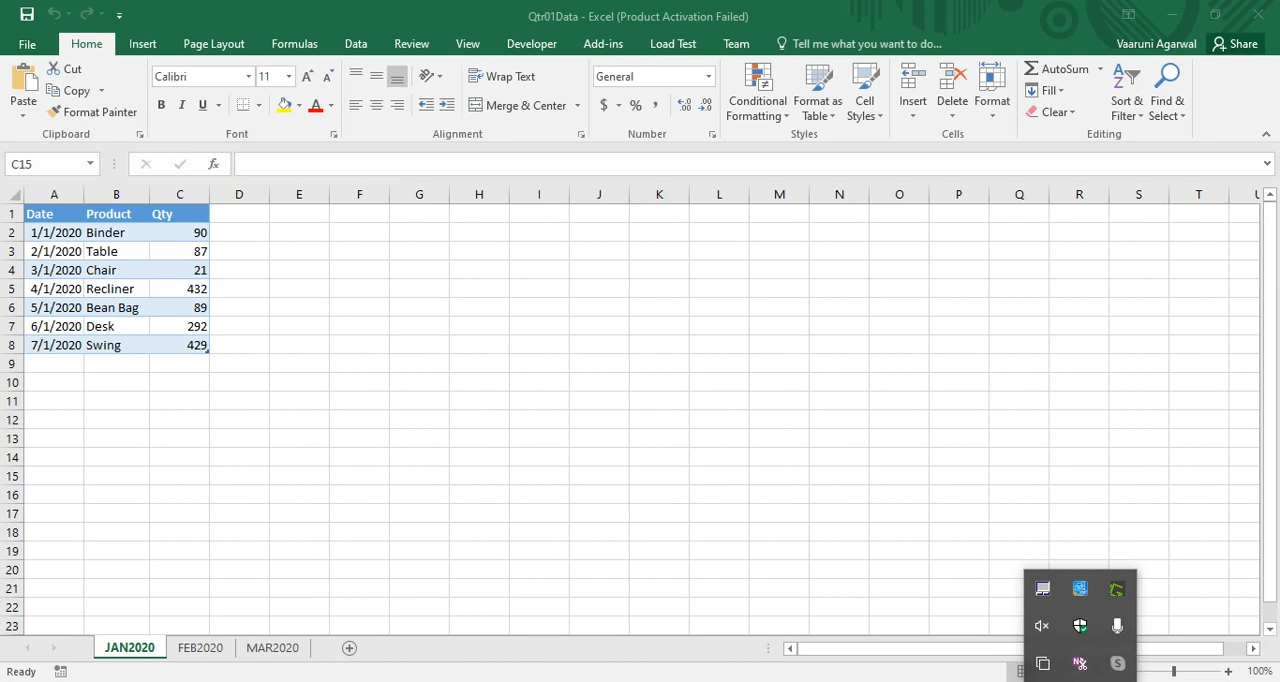 Qtr01Data - Excel (Product Activation Failed)
File Home Insert Page Layout Formulas Data Review View Developer Add-ins Load Test Team Tell me what you want to do... Vaaruni Agarwal Share
Paste
Cut
Copy
Format Painter
Clipboard
Calibri 11
B I U A
Font
Wrap Text
Merge & Center
Alignment
General
$ % ,
Number
Conditional Formatting
Format as Table
Cell Styles
Styles
Insert Delete Format
Cells
AutoSum
Fill
Clear
Sort & Filter
Find & Select
Editing
C15 fx
A B C D E F G H I J K L M N O P Q R S T
1 Date Product Qty
2 1/1/2020 Binder 90
3 2/1/2020 Table 87
4 3/1/2020 Chair 21
5 4/1/2020 Recliner 432
6 5/1/2020 Bean Bag 89
7 6/1/2020 Desk 292
8 7/1/2020 Swing 429
9
10
11
12
13
14
15
16
17
18
19
20
21
22
23
JAN2020 FEB2020 MAR2020
Ready 100%